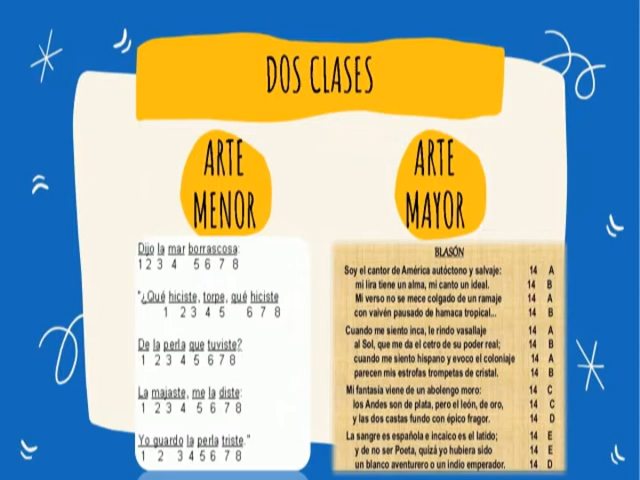 DOS CLASES
ARTE
MENOR
Dijo la mar borrascosa:
1 2 3 4 5 6 7 8
"¿Qué hiciste, torpe, qué hiciste
1 2 3 4 5 6 7 8
De la perla que tuviste?
1 2 3 4 5 6 7 8
La majaste, me la diste:
1 2 3 4 5 6 7 8
Yo guardo la perla triste."
1 2 3 4 5 6 7 8
ARTE
MAYOR
BLASÓN
Soy el cantor de América autóctono y salvaje: 14 A
mi lira tiene un alma, mi canto un ideal. 14 B
Mi verso no se mece colgado de un ramaje 14 A
con vaivén pausado de hamaca tropical... 14 B
Cuando me siento inca, le rindo vasallaje 14 A
al Sol, que me da el cetro de su poder real; 14 B
cuando me siento hispano y evoco el coloniaje 14 A
parecen mis estrofas trompetas de cristal. 14 B
Mi fantasía viene de un abolengo moro: 14 C
los Andes son de plata, pero el león, de oro, 14 C
y las dos castas fundo con épico fragor. 14 D
La sangre es española e incaico es el latido; 14 E
y de no ser Poeta, quizá yo hubiera sido 14 E
un blanco aventurero o un indio emperador. 14 D